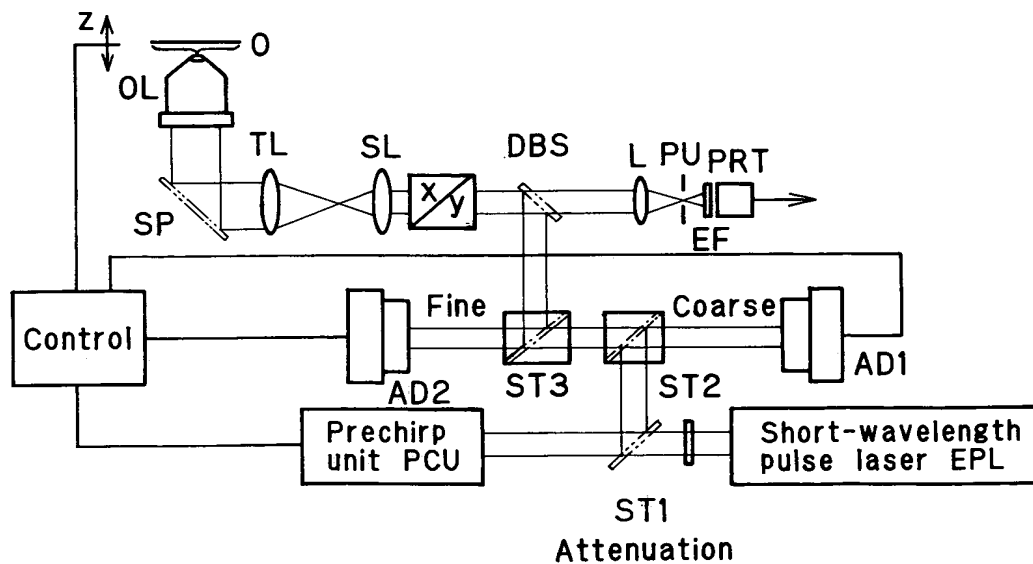 Z
O
OL
TL
SL
DBS
L
PU
PRT
x
y
SP
EF
Fine
Coarse
Control
AD2
ST3
ST2
AD1
Prechirp
unit PCU
Short-wavelength
pulse laser EPL
ST1
Attenuation